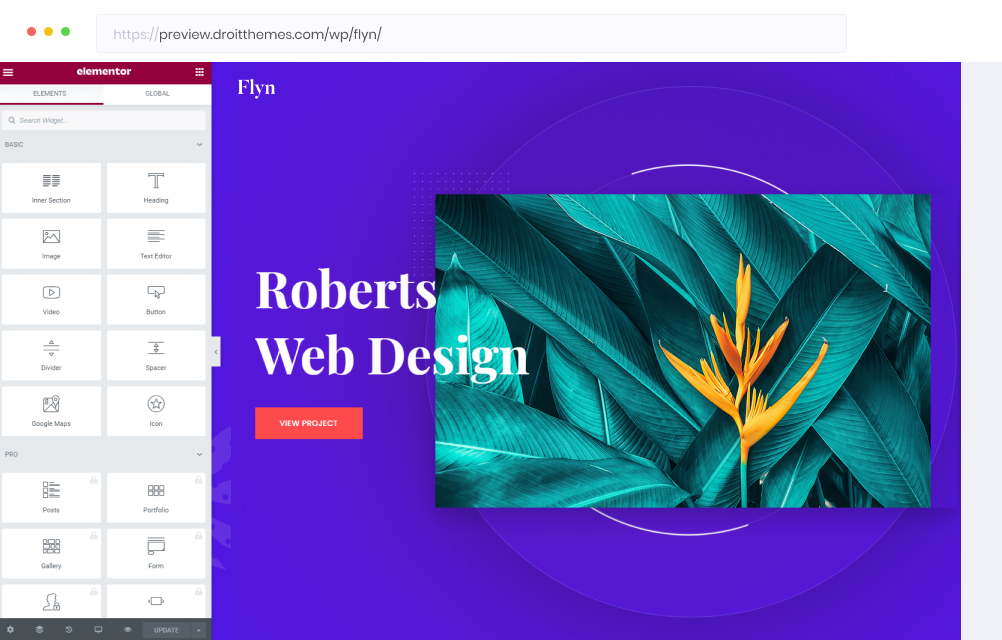 https://preview.droitthemes.com/wp/flyn/
elementor
ELEMENTS GLOBAL
Search Widget...
BASIC
Inner Section Heading
Image Text Editor
Video Button
Divider Spacer
Google Maps Icon
PRO
Posts Portfolio
Gallery Form
UPDATE
Flyn
Roberts
Web Design
VIEW PROJECT